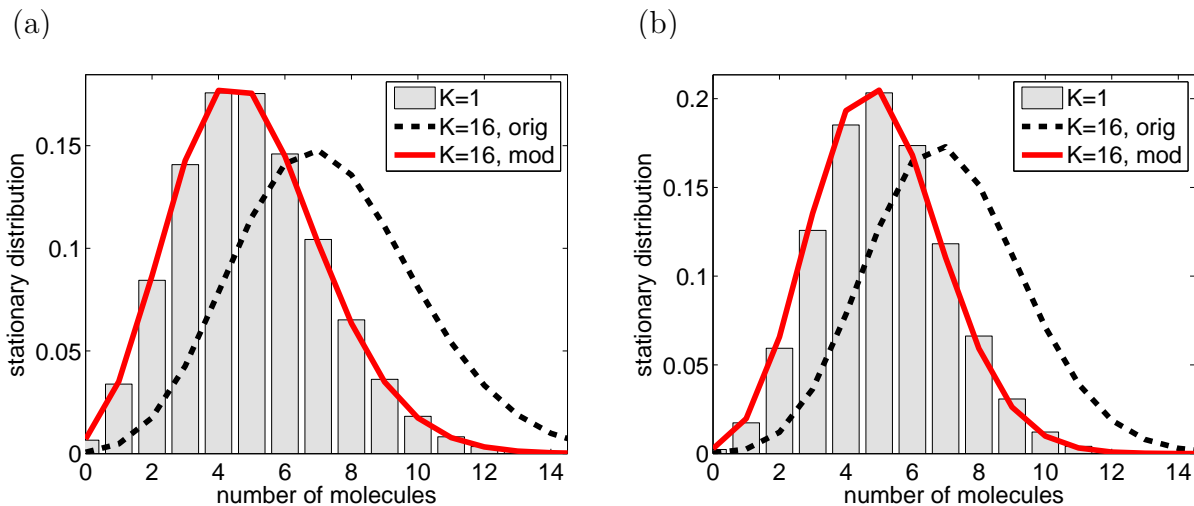 (a)
K=1
K=16, orig
K=16, mod
stationary distribution
0.15
0.1
0.05
0
0 2 4 6 8 10 12 14
number of molecules
(b)
K=1
K=16, orig
K=16, mod
stationary distribution
0.2
0.15
0.1
0.05
0
0 2 4 6 8 10 12 14
number of molecules